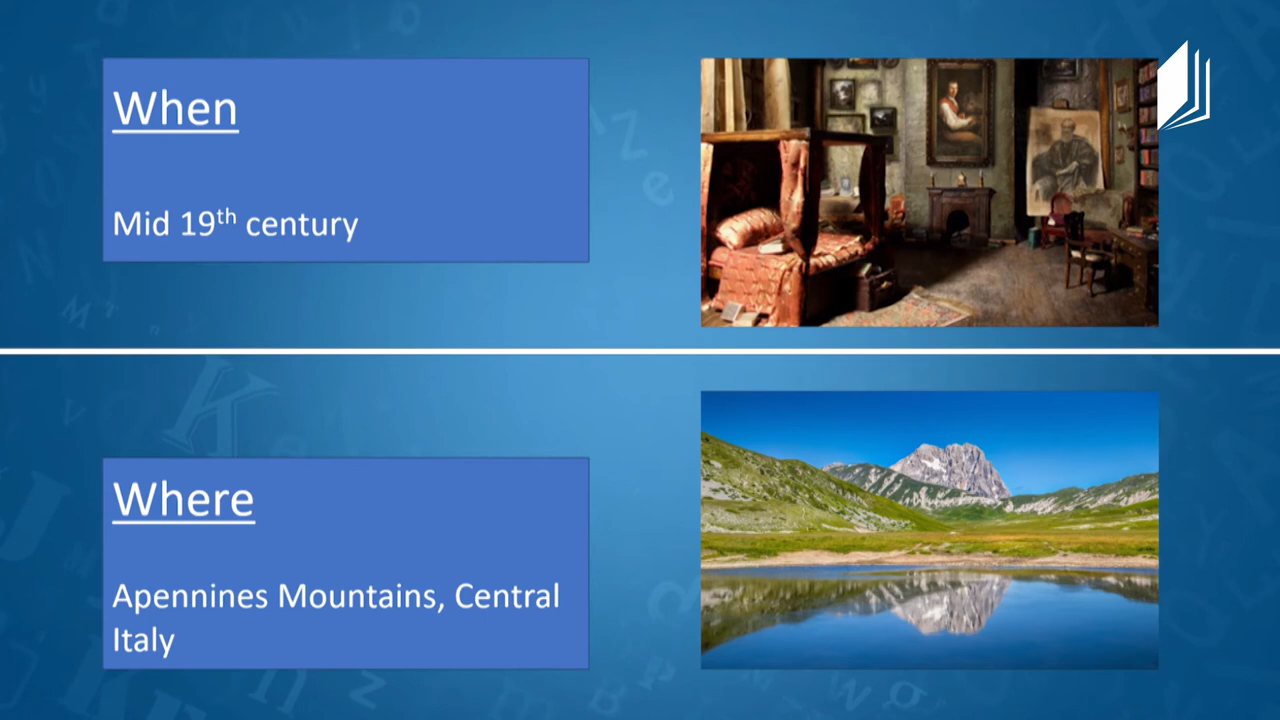 When
Mid 19th century
Where
Apennines Mountains, Central
Italy